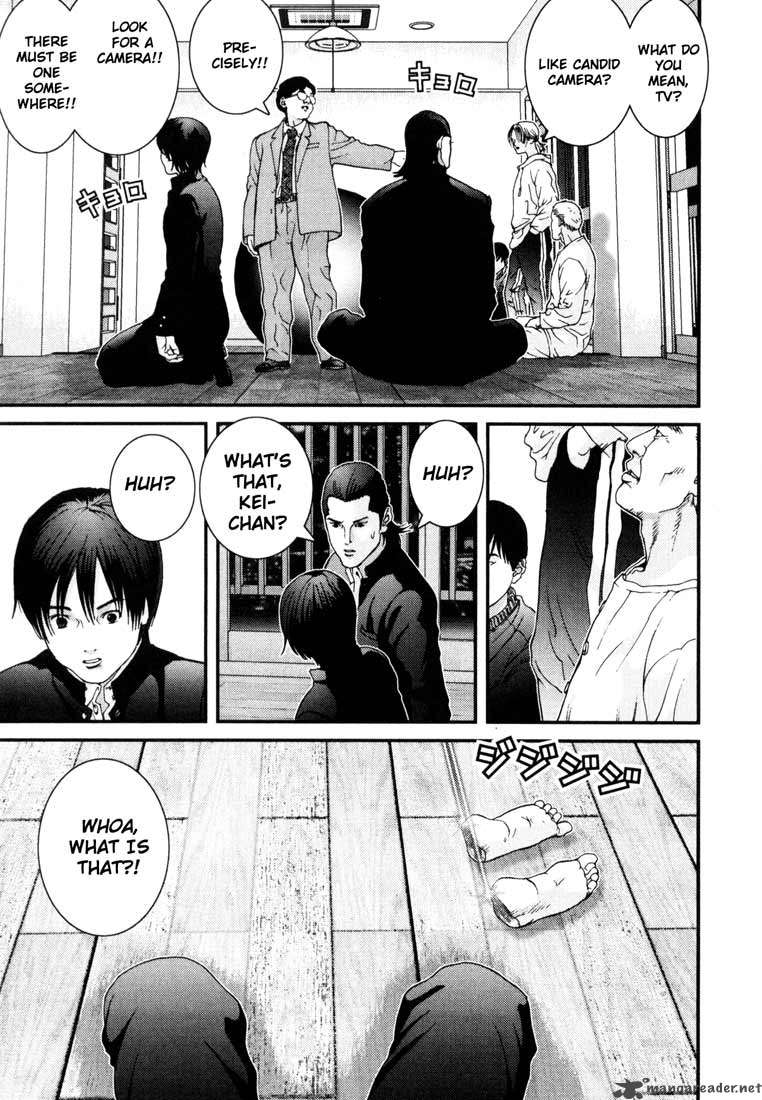 WHAT DO
YOU
MEAN,
TV?
LIKE CANDID
CAMERA?
キョロ
PRE-
CISELY!!
LOOK
FOR A
CAMERA!!
THERE
MUST BE
ONE
SOME-
WHERE!!
キョロ
HUH?
WHAT'S
THAT,
KEI-
CHAN?
HUH?
ジジジジ
WHOA,
WHAT IS
THAT?!
mangareader.net